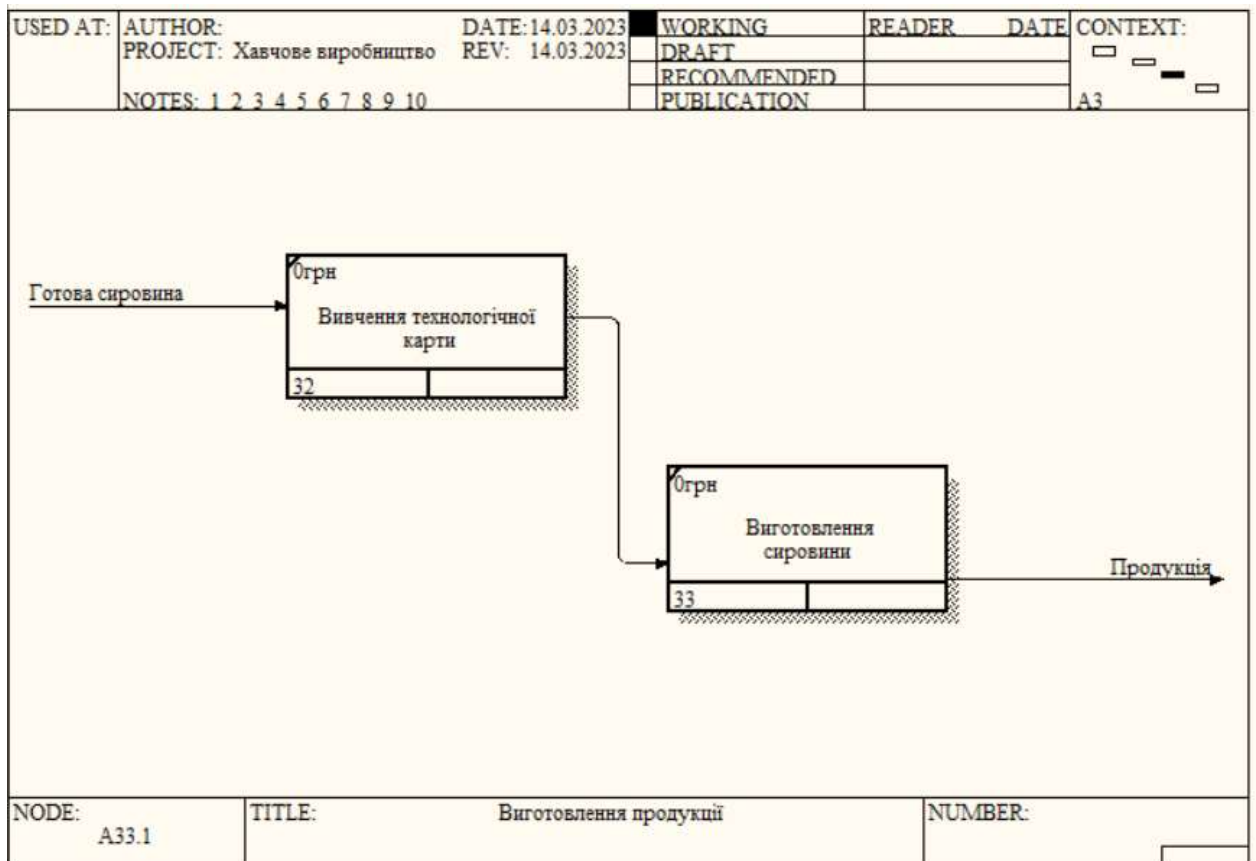 USED AT: AUTHOR: DATE: 14.03.2023 WORKING READER DATE CONTEXT:
PROJECT: Хавчове виробництво REV: 14.03.2023 DRAFT
RECOMMENDED
NOTES: 1 2 3 4 5 6 7 8 9 10 PUBLICATION A3
0грн
Готова сировина
Вивчення технологічної
карти
32
0грн
Виготовлення
сировини
Продукція
33
NODE: TITLE: Виготовлення продукції NUMBER:
A33.1